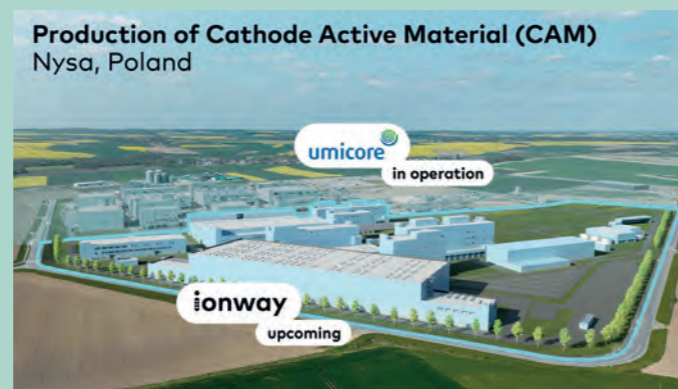 Production of Cathode Active Material (CAM)
Nysa, Poland
umicore
in operation
ionway
upcoming